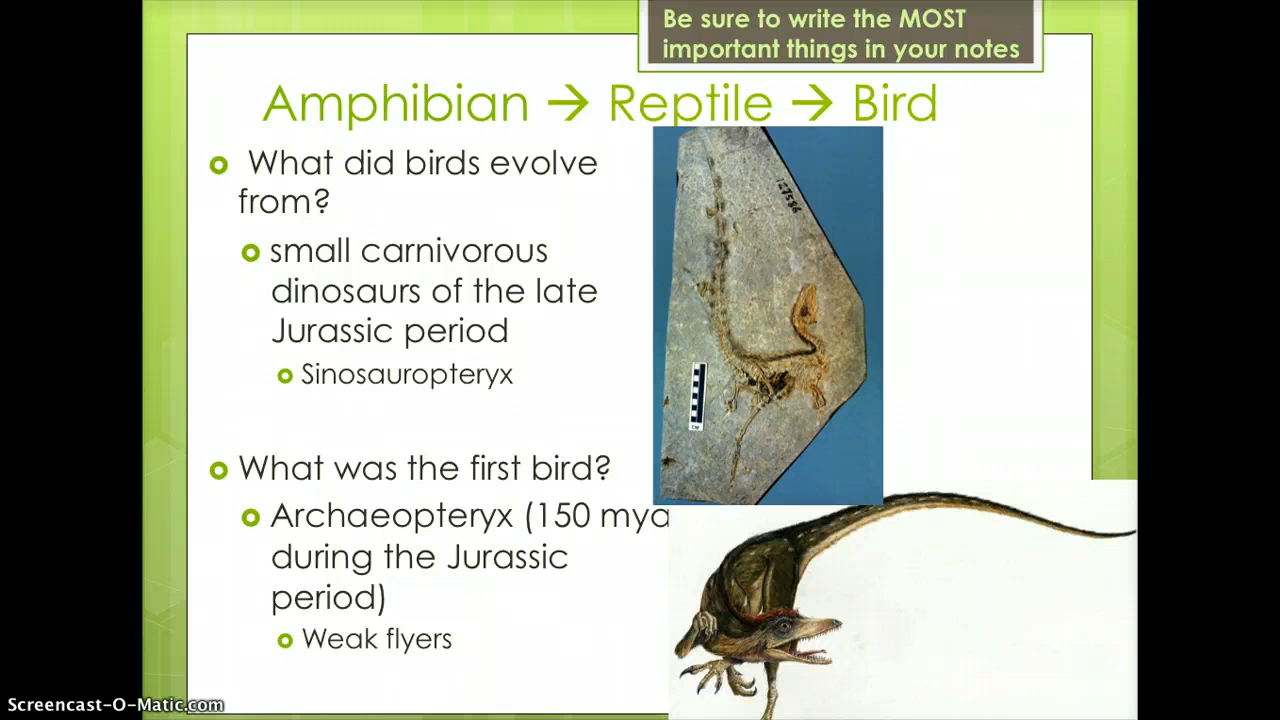 Be sure to write the MOST
important things in your notes
Amphibian → Reptile → Bird
What did birds evolve
from?
small carnivorous
dinosaurs of the late
Jurassic period
Sinosauropteryx
What was the first bird?
Archaeopteryx (150 mya
during the Jurassic
period)
Weak flyers
127586
CM
Screencast-O-Matic.com